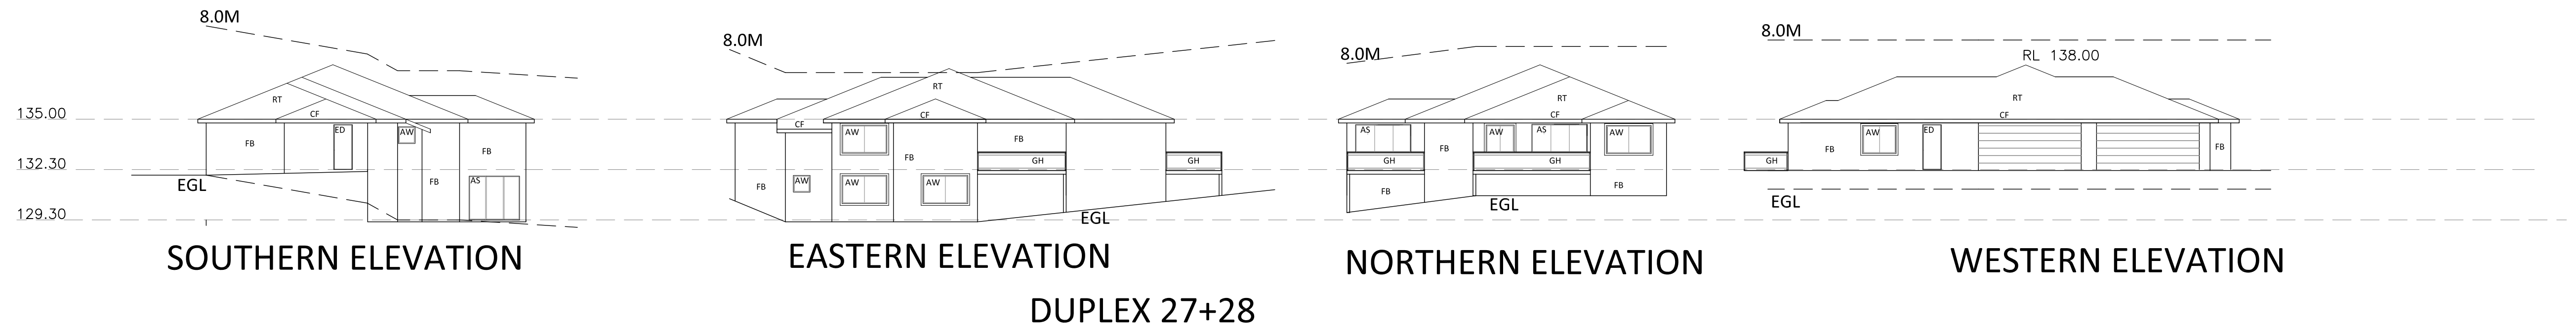 8.0M
135.00
132.30
129.30
RT
CF
FB
ED
AW
FB
FB
AS
EGL
SOUTHERN ELEVATION
8.0M
RT
CF
CF
AW
FB
FB
GH
GH
AW
AW
AW
FB
EGL
EASTERN ELEVATION
8.0M
RT
CF
AS
AW
AS
AW
FB
GH
GH
FB
FB
EGL
NORTHERN ELEVATION
8.0M
RL 138.00
RT
CF
AW
ED
FB
FB
GH
EGL
WESTERN ELEVATION
DUPLEX 27+28